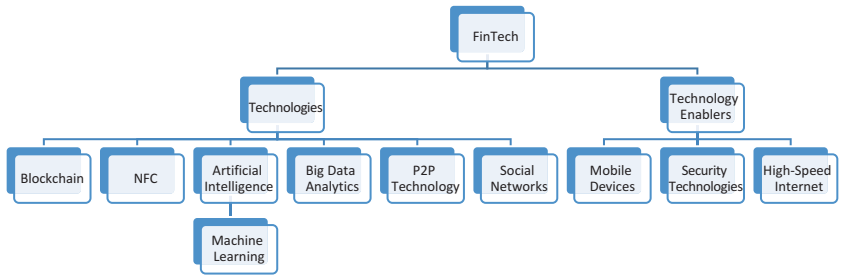 FinTech
Technologies
Technology
Enablers
Blockchain
NFC
Artificial
Intelligence
Big Data
Analytics
P2P
Technology
Social
Networks
Mobile
Devices
Security
Technologies
High-Speed
Internet
Machine
Learning